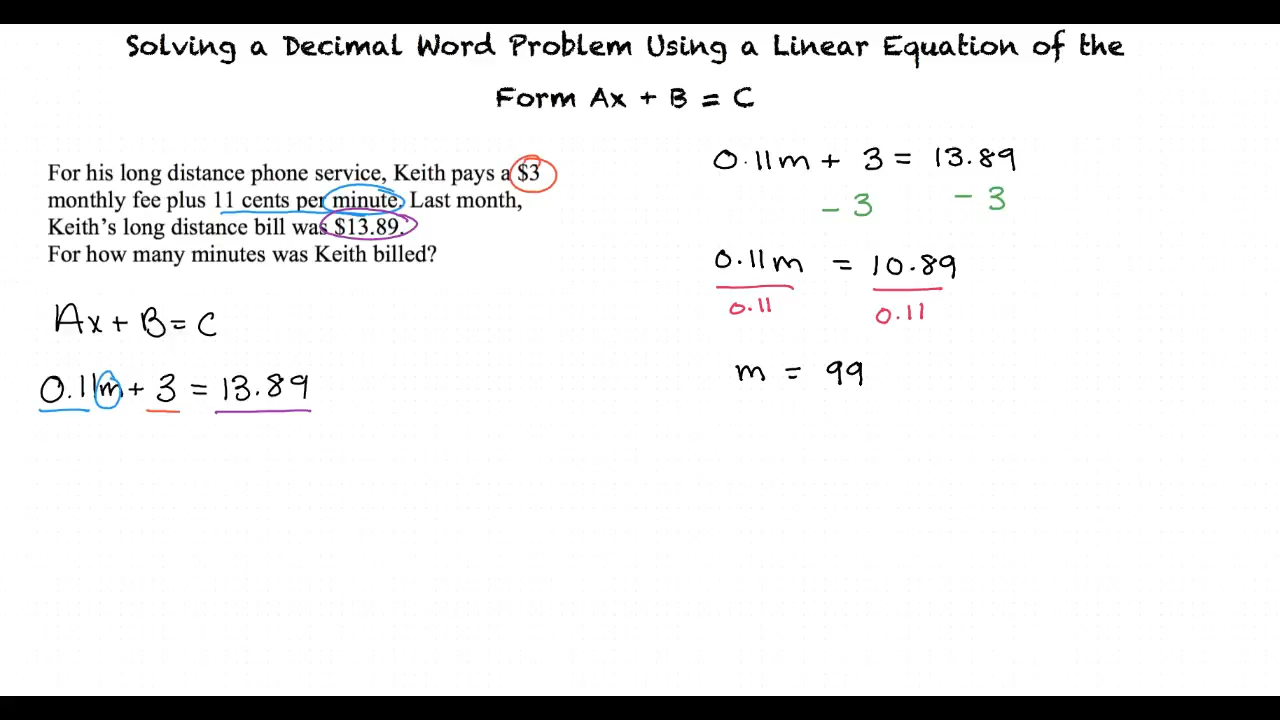 Solving a Decimal Word Problem Using a Linear Equation of the
Form Ax + B = C
For his long distance phone service, Keith pays a $3
monthly fee plus 11 cents per minute. Last month,
Keith's long distance bill was $13.89.
For how many minutes was Keith billed?
Ax + B = C
0.11m + 3 = 13.89
0.11m + 3 = 13.89
- 3 - 3
0.11m = 10.89
0.11 0.11
m = 99